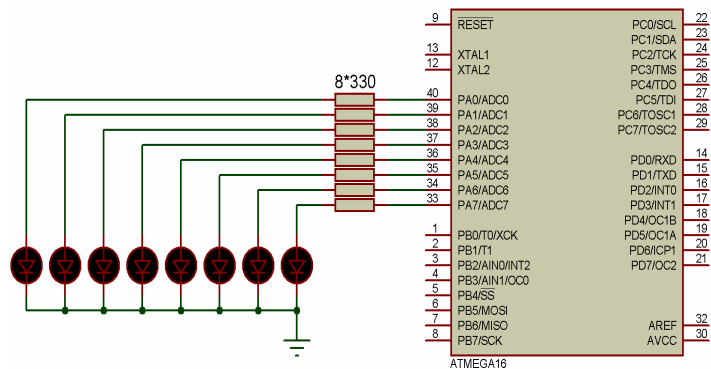 8*330
9 RESET
13 XTAL1
12 XTAL2
40 PA0/ADC0
39 PA1/ADC1
38 PA2/ADC2
37 PA3/ADC3
36 PA4/ADC4
35 PA5/ADC5
34 PA6/ADC6
33 PA7/ADC7
1 PB0/T0/XCK
2 PB1/T1
3 PB2/AIN0/INT2
4 PB3/AIN1/OC0
5 PB4/SS
6 PB5/MOSI
7 PB6/MISO
8 PB7/SCK
PC0/SCL 22
PC1/SDA 23
PC2/TCK 24
PC3/TMS 25
PC4/TDO 26
PC5/TDI 27
PC6/TOSC1 28
PC7/TOSC2 29
PD0/RXD 14
PD1/TXD 15
PD2/INT0 16
PD3/INT1 17
PD4/OC1B 18
PD5/OC1A 19
PD6/ICP1 20
PD7/OC2 21
AREF 32
AVCC 30
ATMEGA16